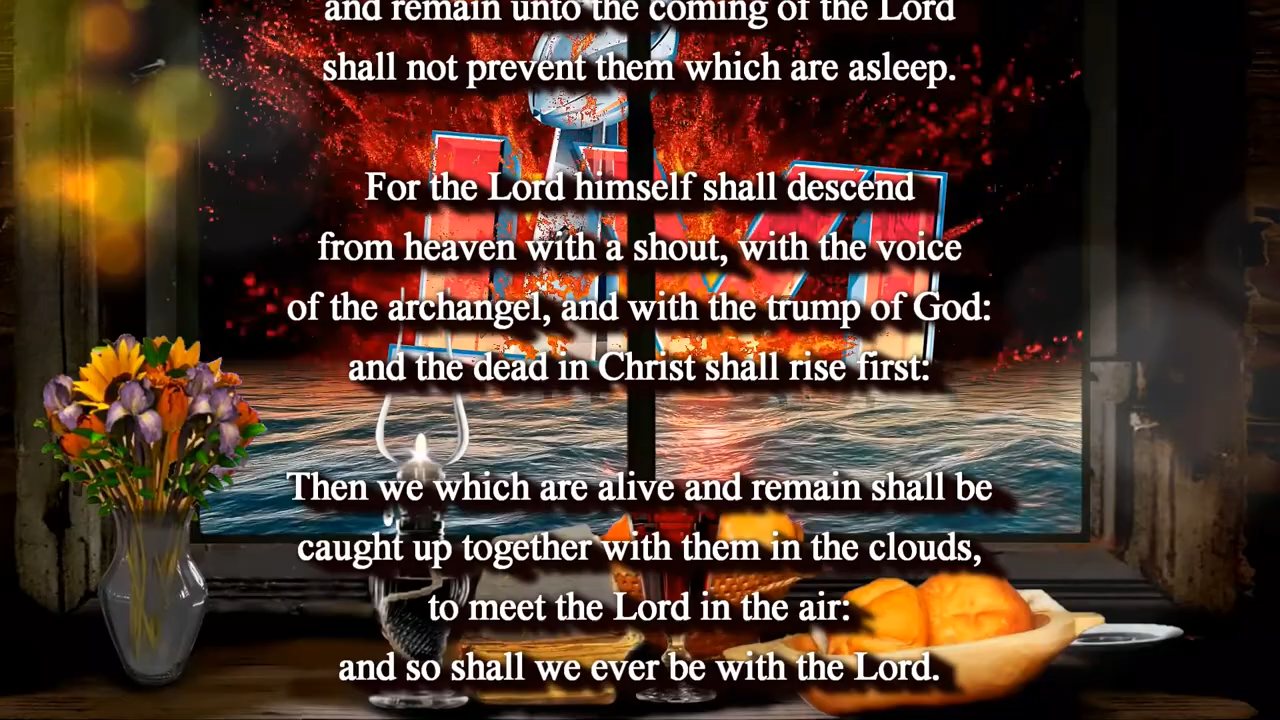 and remain unto the coming of the Lord
shall not prevent them which are asleep.
For the Lord himself shall descend
from heaven with a shout, with the voice
of the archangel, and with the trump of God:
and the dead in Christ shall rise first:
Then we which are alive and remain shall be
caught up together with them in the clouds,
to meet the Lord in the air:
and so shall we ever be with the Lord.